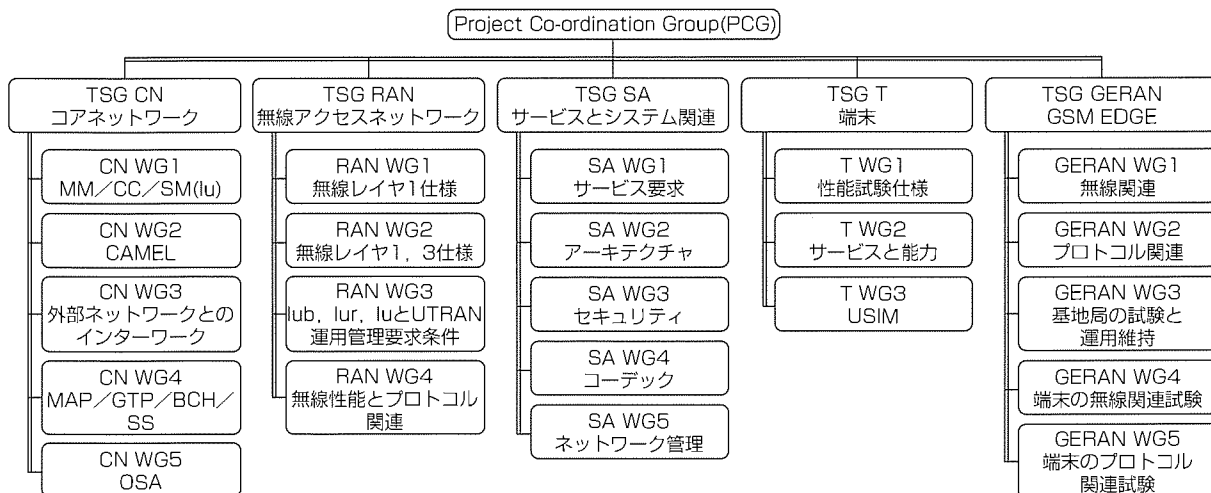 Project Co-ordination Group(PCG)
TSG CN
コアネットワーク
CN WG1
MM／CC／SM(Iu)
CN WG2
CAMEL
CN WG3
外部ネットワークとの
インターワーク
CN WG4
MAP／GTP／BCH／
SS
CN WG5
OSA
TSG RAN
無線アクセスネットワーク
RAN WG1
無線レイヤ1仕様
RAN WG2
無線レイヤ1，3仕様
RAN WG3
Iub，Iur，IuとUTRAN
運用管理要求条件
RAN WG4
無線性能とプロトコル
関連
TSG SA
サービスとシステム関連
SA WG1
サービス要求
SA WG2
アーキテクチャ
SA WG3
セキュリティ
SA WG4
コーデック
SA WG5
ネットワーク管理
TSG T
端末
T WG1
性能試験仕様
T WG2
サービスと能力
T WG3
USIM
TSG GERAN
GSM EDGE
GERAN WG1
無線関連
GERAN WG2
プロトコル関連
GERAN WG3
基地局の試験と
運用維持
GERAN WG4
端末の無線関連試験
GERAN WG5
端末のプロトコル
関連試験